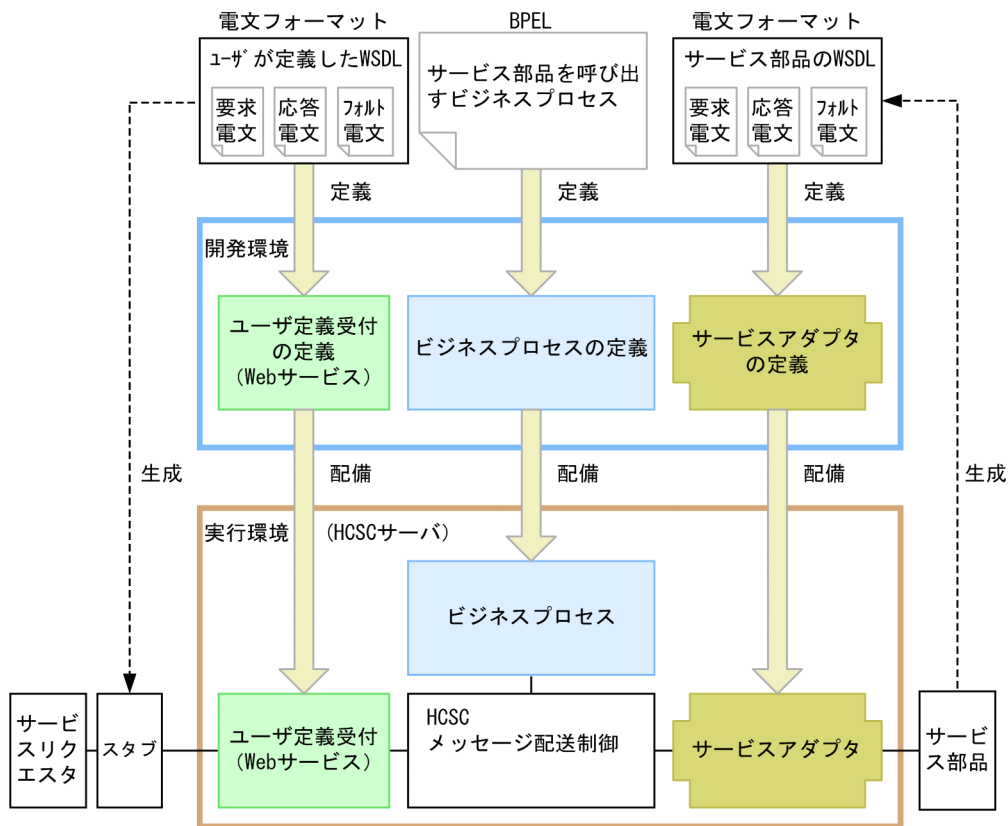 電文フォーマット
BPEL
電文フォーマット
ﾕｰｻﾞが定義したWSDL
要求
電文
応答
電文
ﾌｫﾙﾄ
電文
サービス部品を呼び出
すビジネスプロセス
サービス部品のWSDL
要求
電文
応答
電文
ﾌｫﾙﾄ
電文
定義
定義
定義
開発環境
ユーザ定義受付
の定義
(Webサービス)
ビジネスプロセスの定義
サービスアダプタ
の定義
生成
配備
配備
配備
生成
実行環境
(HCSCサーバ)
ビジネスプロセス
サービ
スリク
エスタ
スタブ
ユーザ定義受付
(Webサービス)
HCSC
メッセージ配送制御
サービスアダプタ
サービ
ス部品